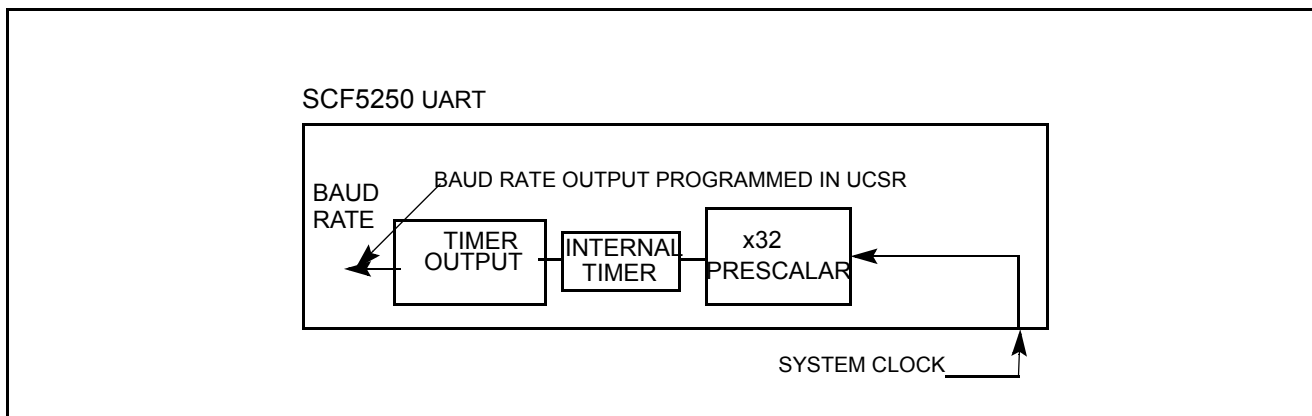 SCF5250 UART
BAUD RATE OUTPUT PROGRAMMED IN UCSR
BAUD
RATE
TIMER
OUTPUT
INTERNAL
TIMER
x32
PRESCALAR
SYSTEM CLOCK